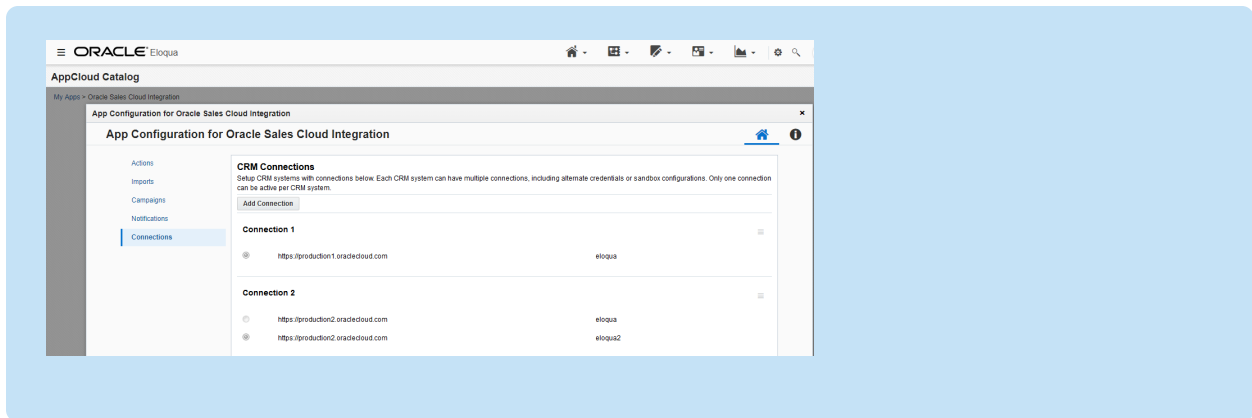 ORACLE Eloqua
AppCloud Catalog
My Apps > Oracle Sales Cloud Integration
App Configuration for Oracle Sales Cloud Integration ×
App Configuration for Oracle Sales Cloud Integration
Actions
Imports
Campaigns
Notifications
Connections
CRM Connections
Setup CRM systems with connections below. Each CRM system can have multiple connections, including alternate credentials or sandbox configurations. Only one connection
can be active per CRM system.
Add Connection
Connection 1
https://production1.oraclecloud.com eloqua
Connection 2
https://production2.oraclecloud.com eloqua
https://production2.oraclecloud.com eloqua2